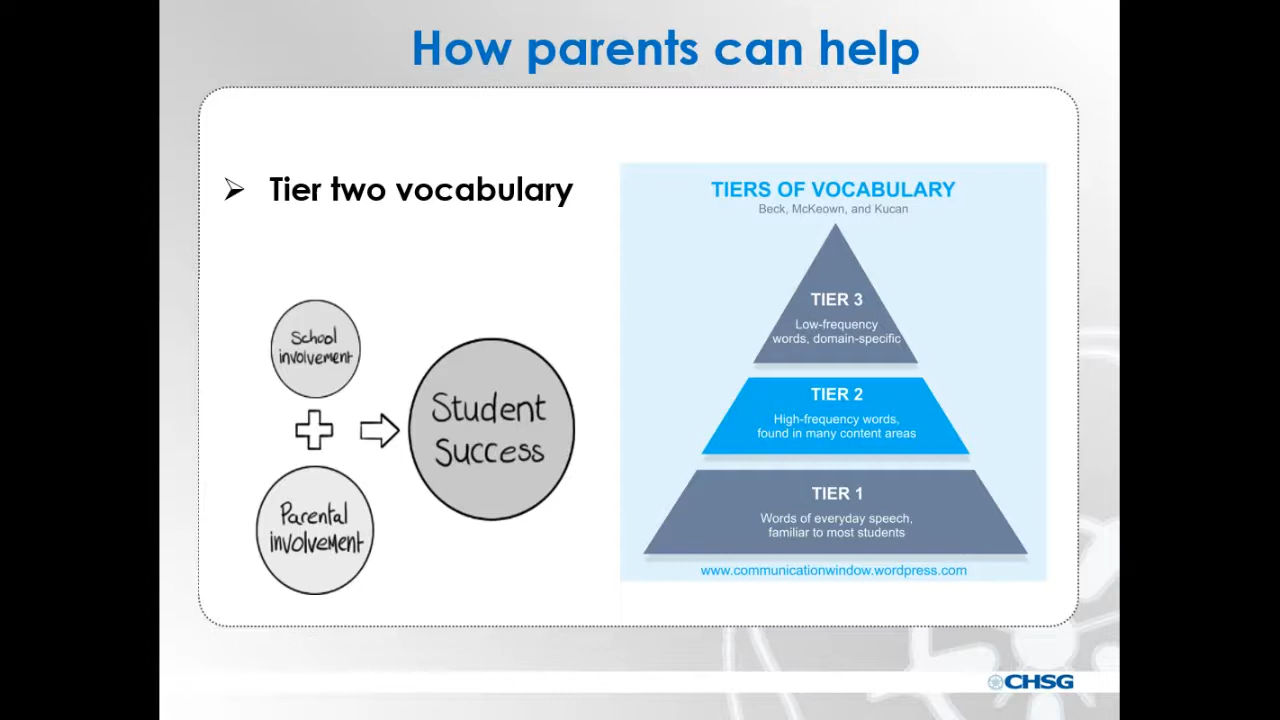 How parents can help
Tier two vocabulary
School
involvement
Parental
involvement
Student
Success
TIERS OF VOCABULARY
Beck, McKeown, and Kucan
TIER 3
Low-frequency
words, domain-specific
TIER 2
High-frequency words,
found in many content areas
TIER 1
Words of everyday speech,
familiar to most students
www.communicationwindow.wordpress.com
CHSG